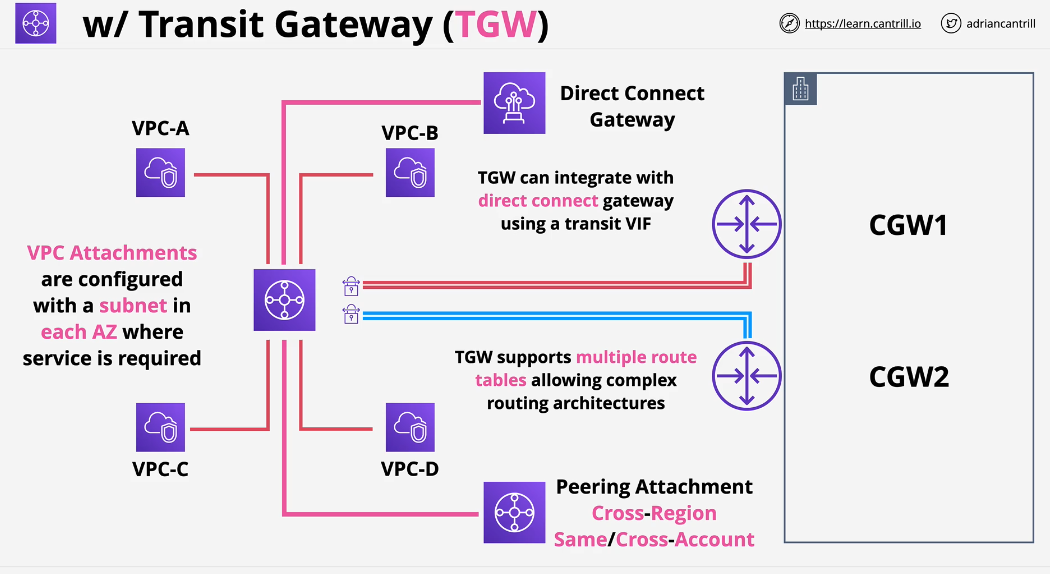 w/ Transit Gateway (TGW)
https://learn.cantrill.io
adriancantrill
Direct Connect
Gateway
VPC-A
VPC-B
TGW can integrate with
direct connect gateway
using a transit VIF
CGW1
VPC Attachments
are configured
with a subnet in
each AZ where
service is required
TGW supports multiple route
tables allowing complex
routing architectures
CGW2
VPC-C
VPC-D
Peering Attachment
Cross-Region
Same/Cross-Account